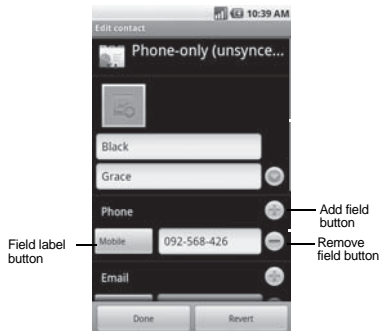 10:39 AM
Edit contact
Phone-only (unsynce...
Black
Grace
Phone
Add field
button
Mobile
092-568-426
Remove
field button
Field label
button
Email
Done
Revert